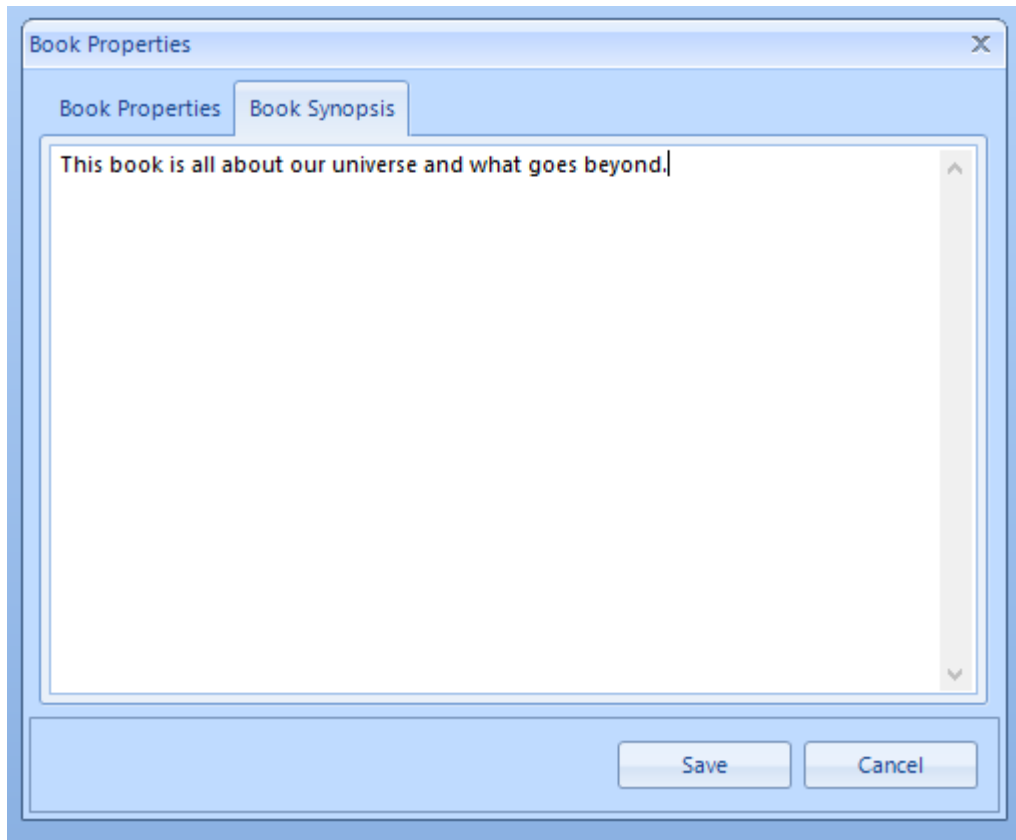 Book Properties
Book Properties
Book Synopsis
This book is all about our universe and what goes beyond.
Save
Cancel